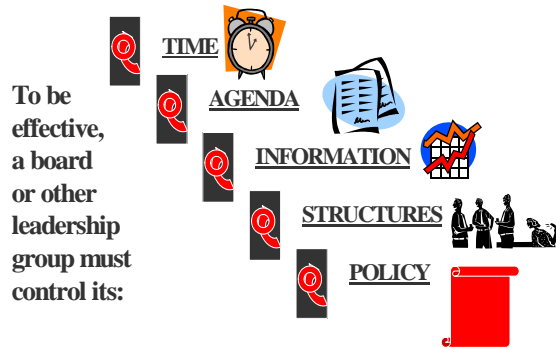 TIME
AGENDA
INFORMATION
STRUCTURES
POLICY
To be
effective,
a board
or other
leadership
group must
control its: